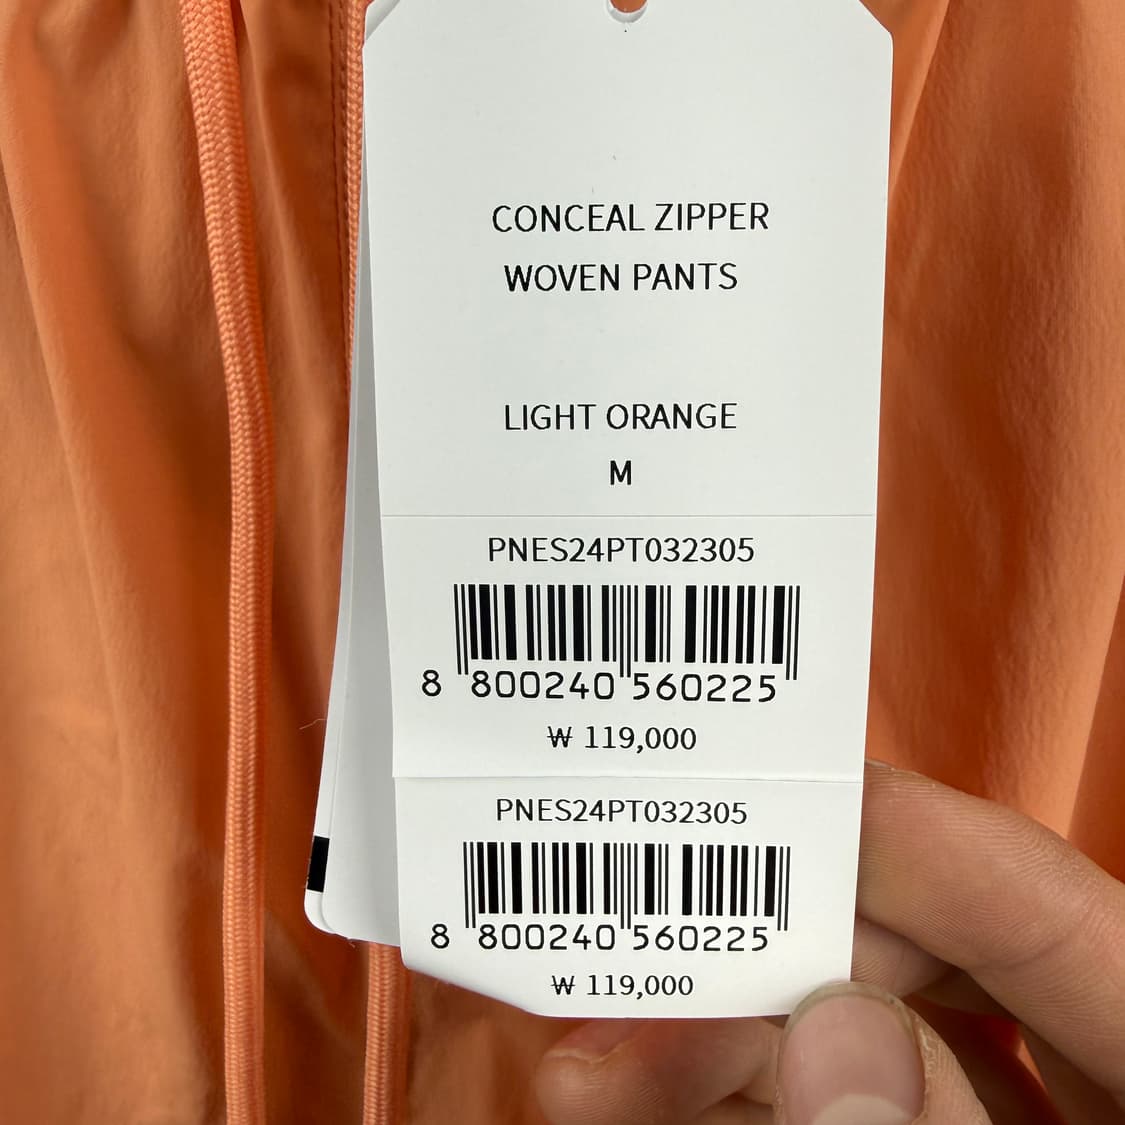 CONCEAL ZIPPER
WOVEN PANTS
LIGHT ORANGE
M
PNES24PT032305
8 800240 560225
₩ 119,000
PNES24PT032305
8 800240 560225
₩ 119,000